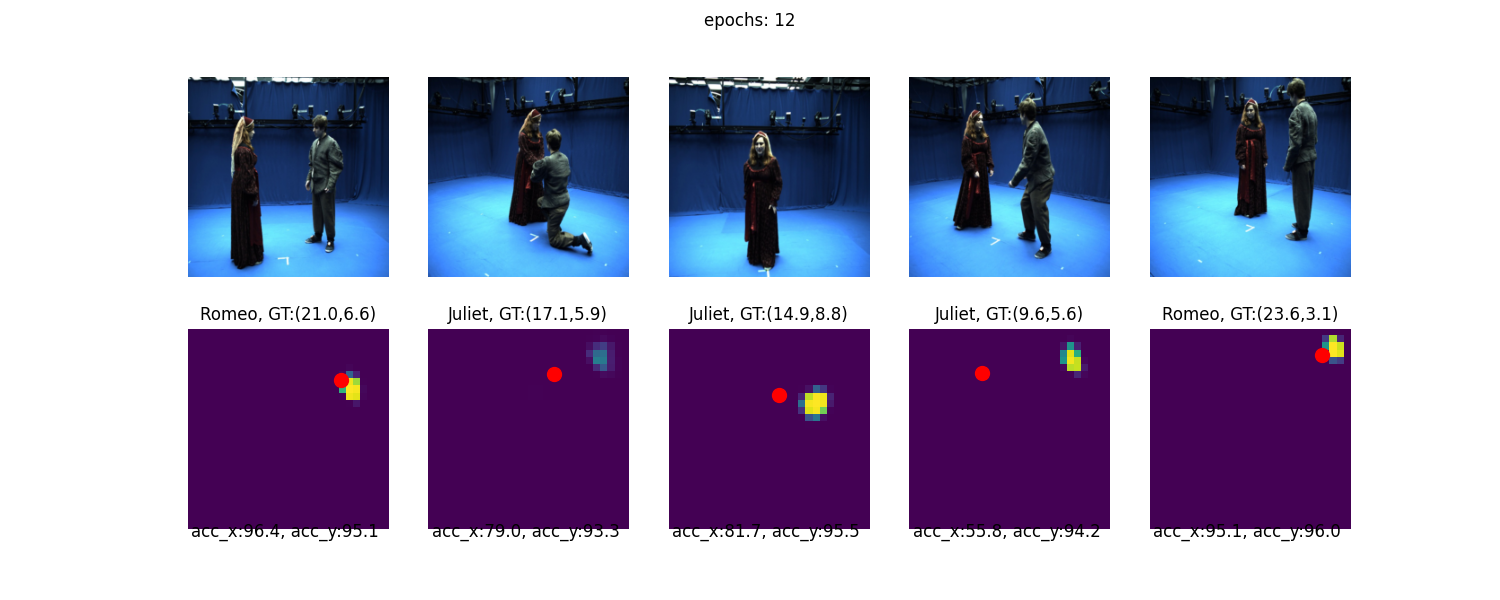 epochs: 12
Romeo, GT:(21.0,6.6)
Juliet, GT:(17.1,5.9)
Juliet, GT:(14.9,8.8)
Juliet, GT:(9.6,5.6)
Romeo, GT:(23.6,3.1)
acc_x:96.4, acc_y:95.1
acc_x:79.0, acc_y:93.3
acc_x:81.7, acc_y:95.5
acc_x:55.8, acc_y:94.2
acc_x:95.1, acc_y:96.0